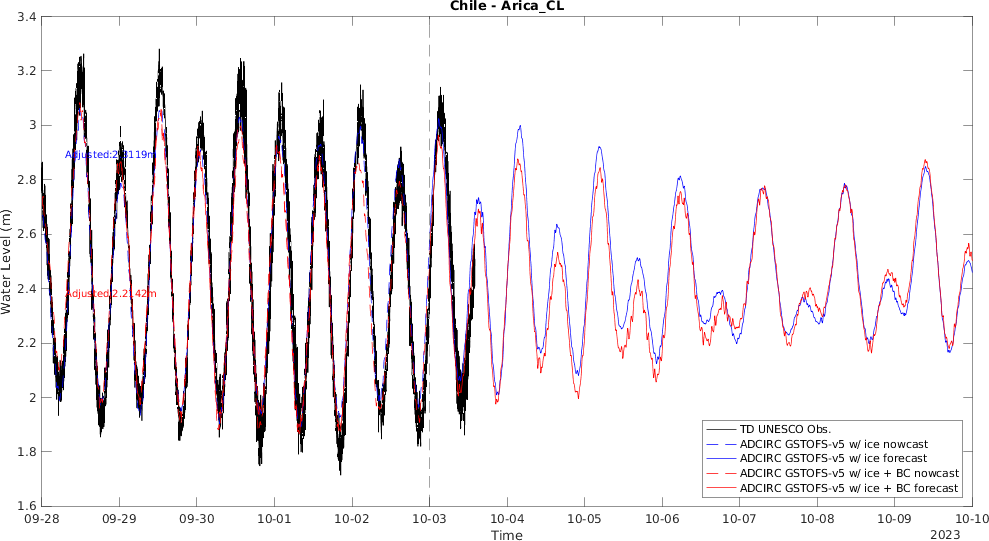 Chile - Arica_CL
3.4
3.2
3
2.8
2.6
2.4
2.2
2
1.8
1.6
Water Level (m)
Adjusted:
Adjusted:
TD UNESCO Obs.
ADCIRC GSTOFS-v5 w/ ice nowcast
ADCIRC GSTOFS-v5 w/ ice forecast
ADCIRC GSTOFS-v5 w/ ice + BC nowcast
ADCIRC GSTOFS-v5 w/ ice + BC forecast
09-28 09-29 09-30 10-01 10-02 10-03 10-04 10-05 10-06 10-07 10-08 10-09 10-10
Time
2023